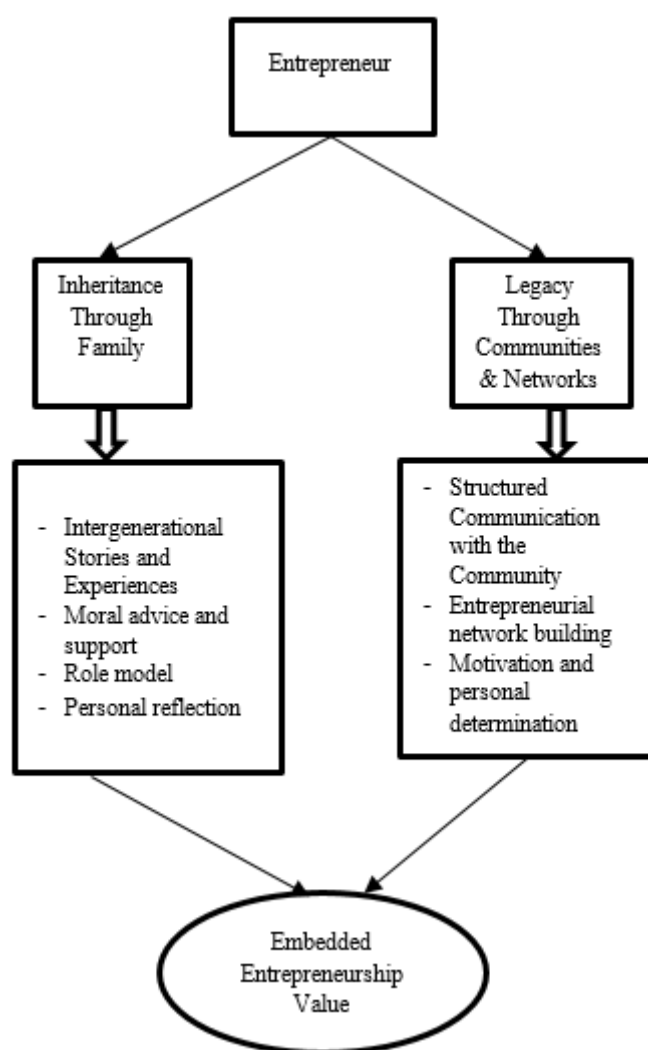 Entrepreneur
Inheritance
Through
Family
Legacy
Through
Communities
& Networks
- Intergenerational
Stories and
Experiences
- Moral advice and
support
- Role model
- Personal reflection
- Structured
Communication
with the
Community
- Entrepreneurial
network building
- Motivation and
personal
determination
Embedded
Entrepreneurship
Value